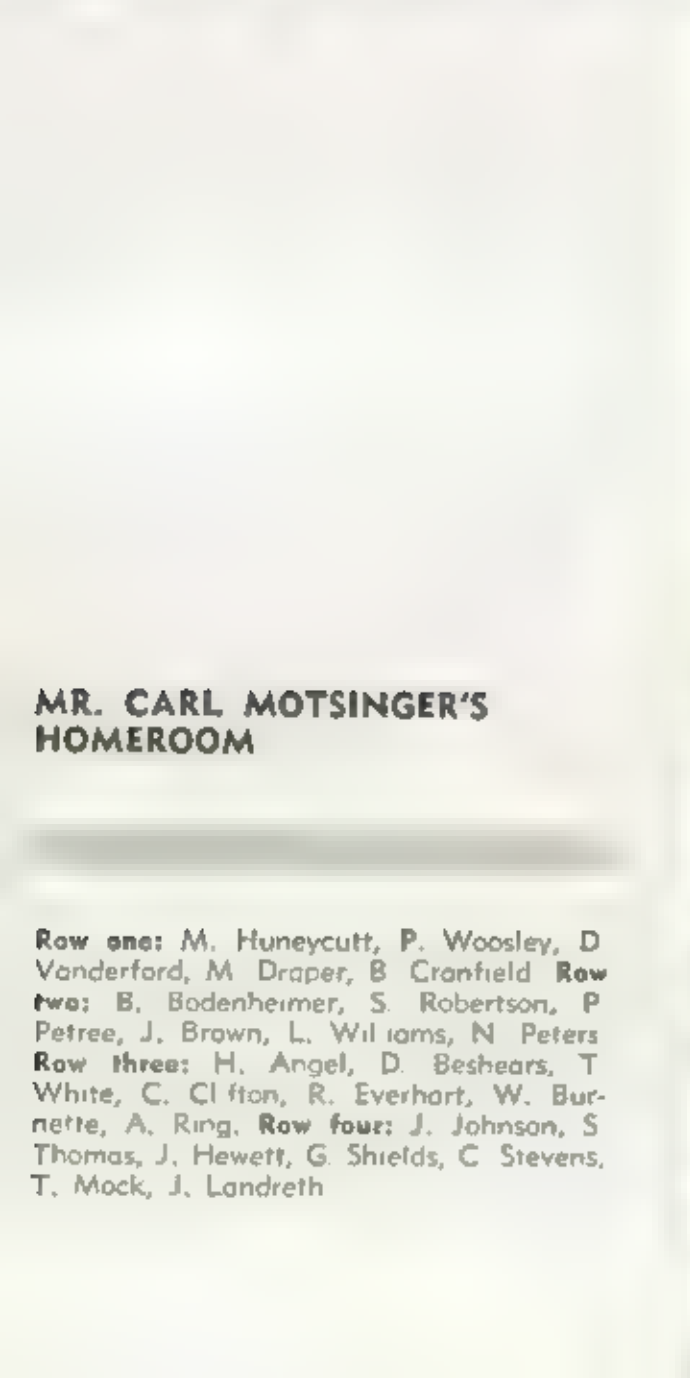 MR. CARL MOTSINGER'S
HOMEROOM
Row one: M. Huneycutt, P. Woosley, D
Vanderford, M Draper, B Cranfield Row
two: B. Bodenheimer, S. Robertson, P
Petree, J. Brown, L. Williams, N Peters
Row three: H. Angel, D. Beshears, T
White, C. Clifton, R. Everhart, W. Bur-
nette, A. Ring. Row four: J. Johnson, S
Thomas, J. Hewett, G. Shields, C Stevens,
T. Mock, J. Landreth